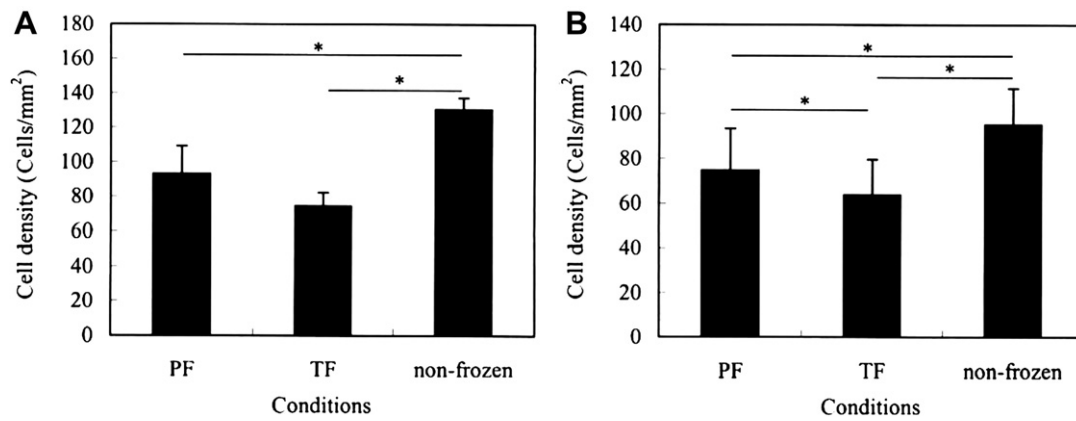 A
180
160
140
120
100
80
60
40
20
0
Cell density (Cells/mm²)
*
*
PF TF non-frozen
Conditions
B
140
120
100
80
60
40
20
0
Cell density (Cells/mm²)
*
*
*
PF TF non-frozen
Conditions